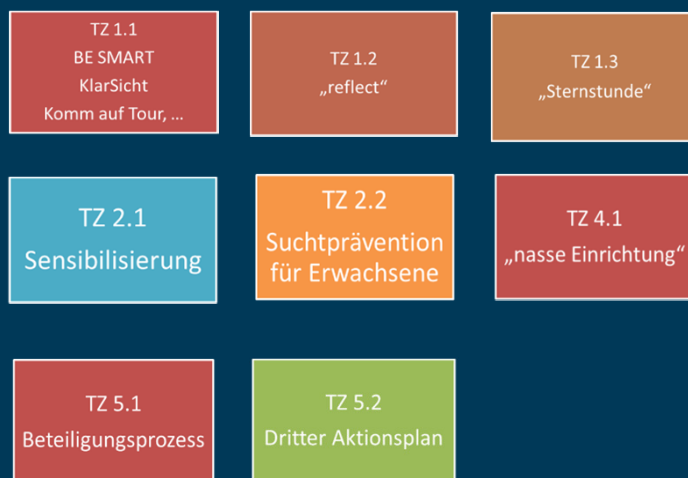 TZ 1.1
BE SMART
KlarSicht
Komm auf Tour, ...
TZ 1.2
„reflect“
TZ 1.3
„Sternstunde“
TZ 2.1
Sensibilisierung
TZ 2.2
Suchtprävention
für Erwachsene
TZ 4.1
„nasse Einrichtung“
TZ 5.1
Beteiligungsprozess
TZ 5.2
Dritter Aktionsplan